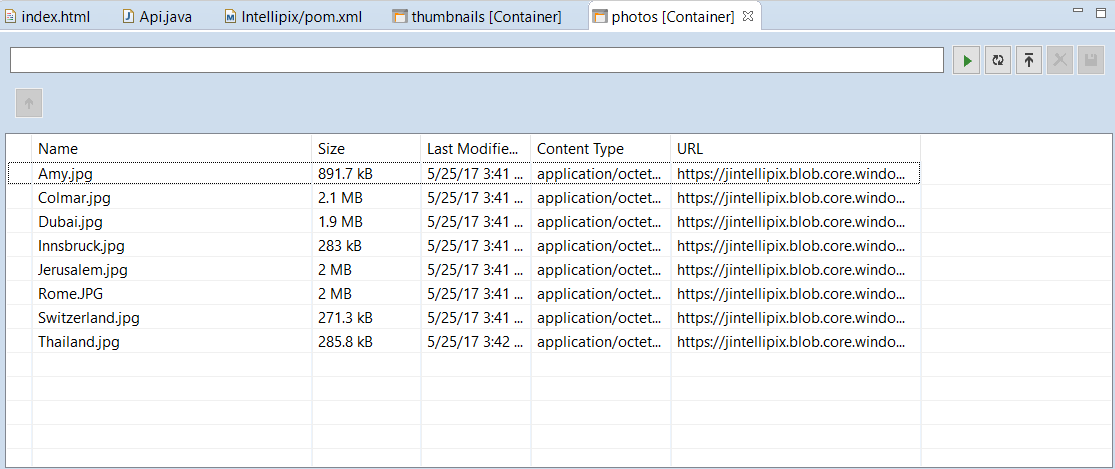 index.html Api.java Intellipix/pom.xml thumbnails [Container] photos [Container]
Name Size Last Modifie... Content Type URL
Amy.jpg 891.7 kB 5/25/17 3:41 ... application/octet... https://jintellipix.blob.core.windo...
Colmar.jpg 2.1 MB 5/25/17 3:41 ... application/octet... https://jintellipix.blob.core.windo...
Dubai.jpg 1.9 MB 5/25/17 3:41 ... application/octet... https://jintellipix.blob.core.windo...
Innsbruck.jpg 283 kB 5/25/17 3:41 ... application/octet... https://jintellipix.blob.core.windo...
Jerusalem.jpg 2 MB 5/25/17 3:41 ... application/octet... https://jintellipix.blob.core.windo...
Rome.JPG 2 MB 5/25/17 3:41 ... application/octet... https://jintellipix.blob.core.windo...
Switzerland.jpg 271.3 kB 5/25/17 3:41 ... application/octet... https://jintellipix.blob.core.windo...
Thailand.jpg 285.8 kB 5/25/17 3:42 ... application/octet... https://jintellipix.blob.core.windo...